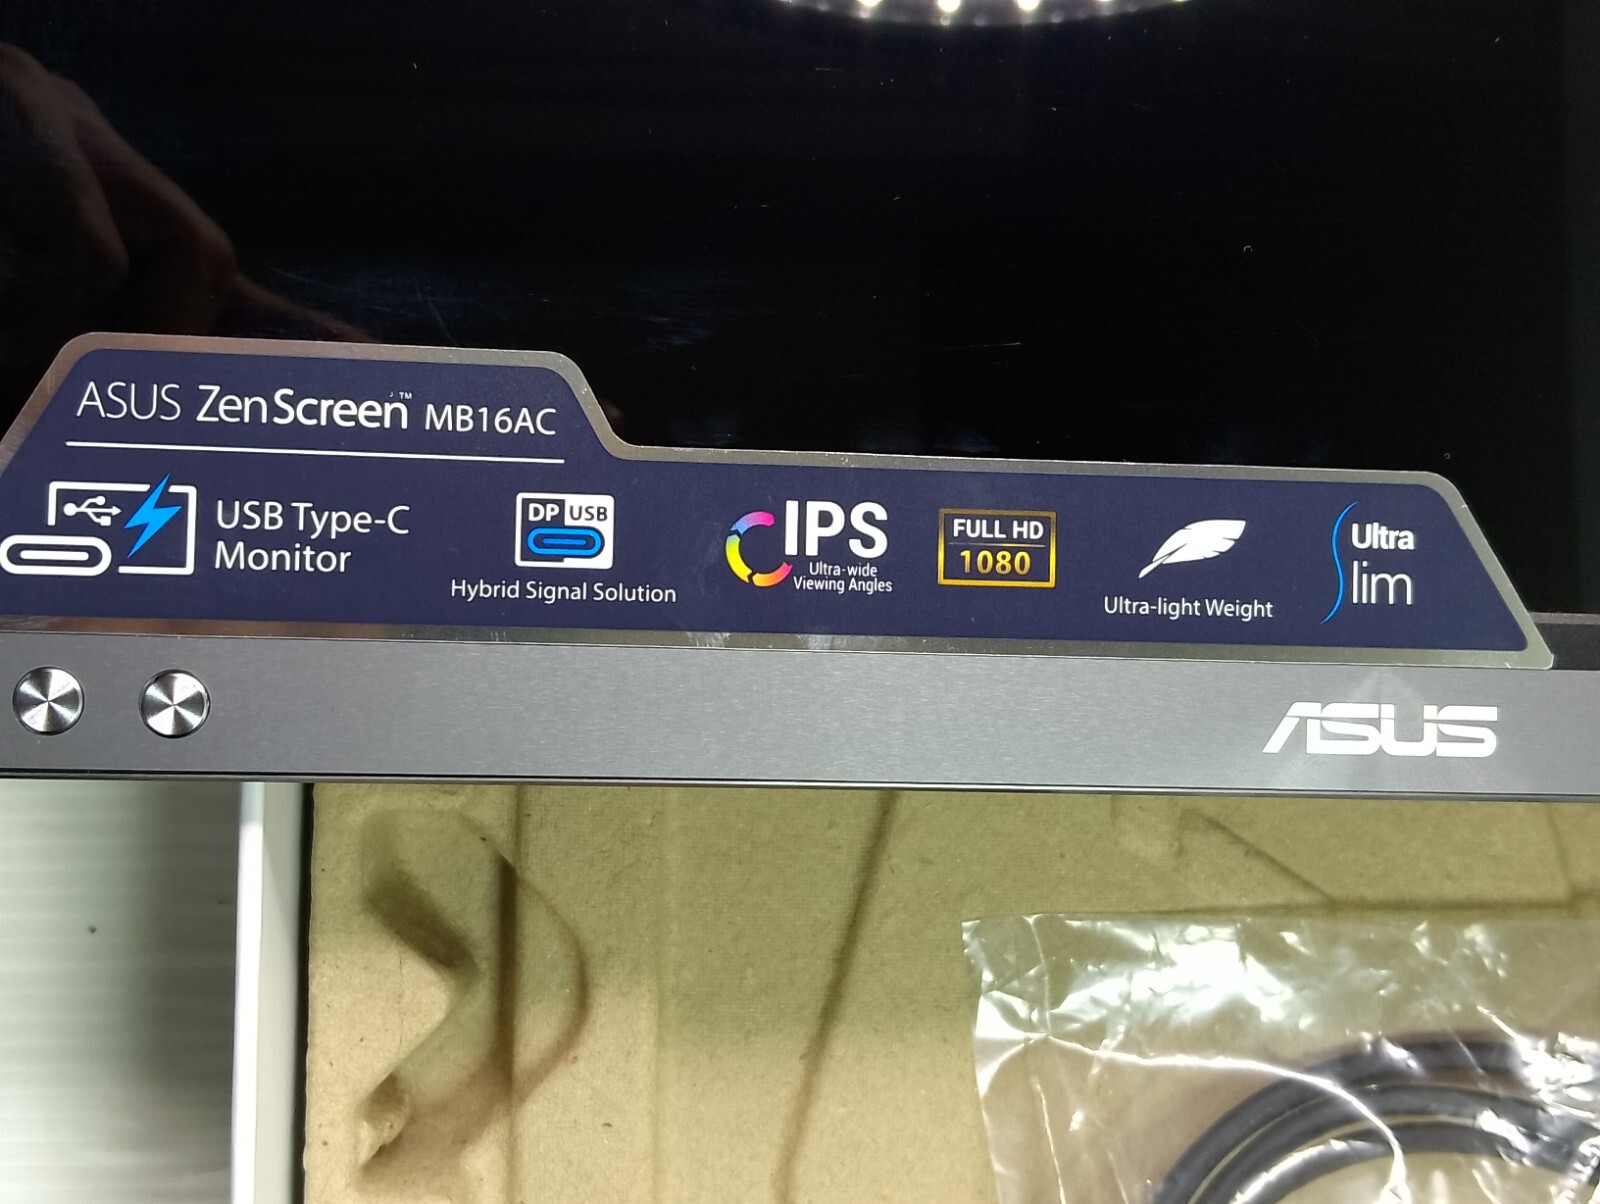 ASUS ZenScreen™ MB16AC
USB Type-C
Monitor
DP USB
Hybrid Signal Solution
IPS
Ultra-wide
Viewing Angles
FULL HD
1080
Ultra-light Weight
Ultra
Slim
ASUS